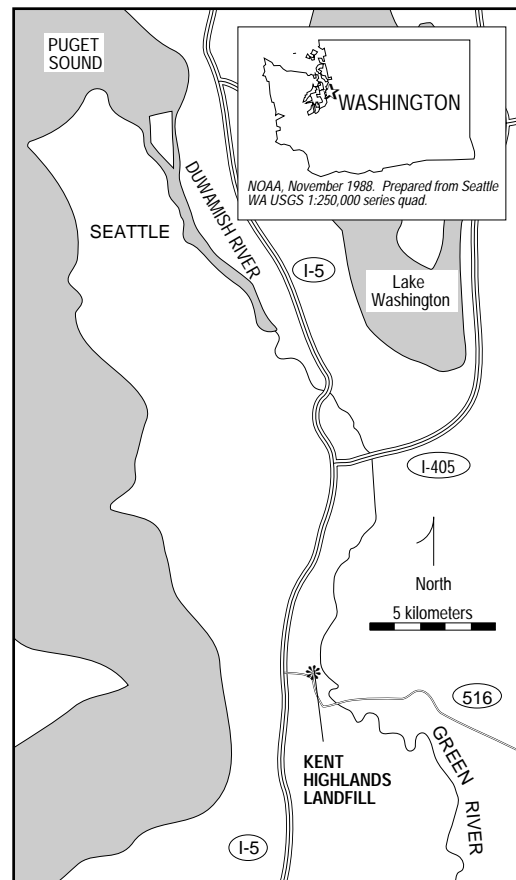 PUGET
SOUND
WASHINGTON
NOAA, November 1988. Prepared from Seattle
WA USGS 1:250,000 series quad.
DUWAMISH RIVER
SEATTLE
I-5
Lake
Washington
I-405
North
5 kilometers
516
KENT
HIGHLANDS
LANDFILL
GREEN RIVER
I-5